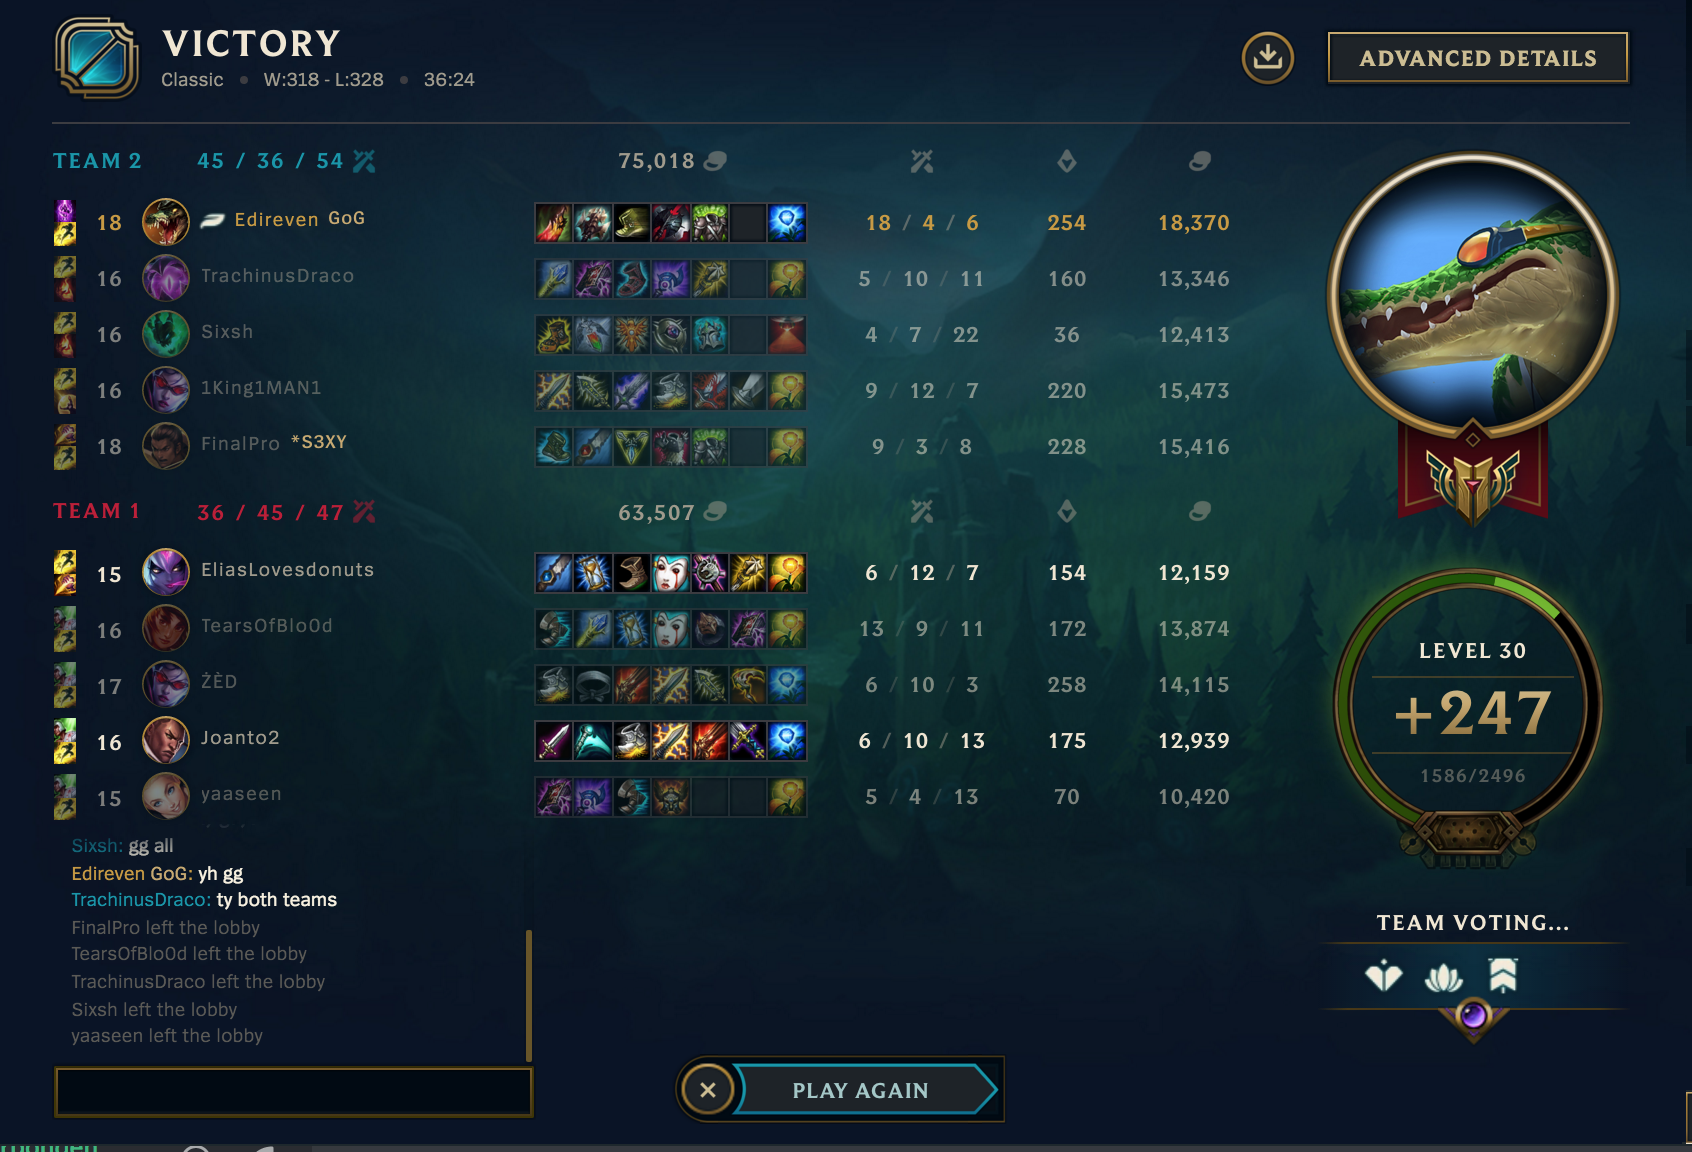 VICTORY
Classic • W:318 - L:328 • 36:24
ADVANCED DETAILS
TEAM 2 45 / 36 / 54 75,018
18 Edireven GoG 18 / 4 / 6 254 18,370
16 TrachinusDraco 5 / 10 / 11 160 13,346
16 Sixsh 4 / 7 / 22 36 12,413
16 1King1MAN1 9 / 12 / 7 220 15,473
18 FinalPro *S3XY 9 / 3 / 8 228 15,416
TEAM 1 36 / 45 / 47 63,507
15 EliasLovesdonuts 6 / 12 / 7 154 12,159
16 TearsOfBlo0d 13 / 9 / 11 172 13,874
17 ŻÈD 6 / 10 / 3 258 14,115
16 Joanto2 6 / 10 / 13 175 12,939
15 yaaseen 5 / 4 / 13 70 10,420
LEVEL 30
+247
1586/2496
Sixsh: gg all
Edireven GoG: yh gg
TrachinusDraco: ty both teams
FinalPro left the lobby
TearsOfBlo0d left the lobby
TrachinusDraco left the lobby
Sixsh left the lobby
yaaseen left the lobby
TEAM VOTING...
PLAY AGAIN